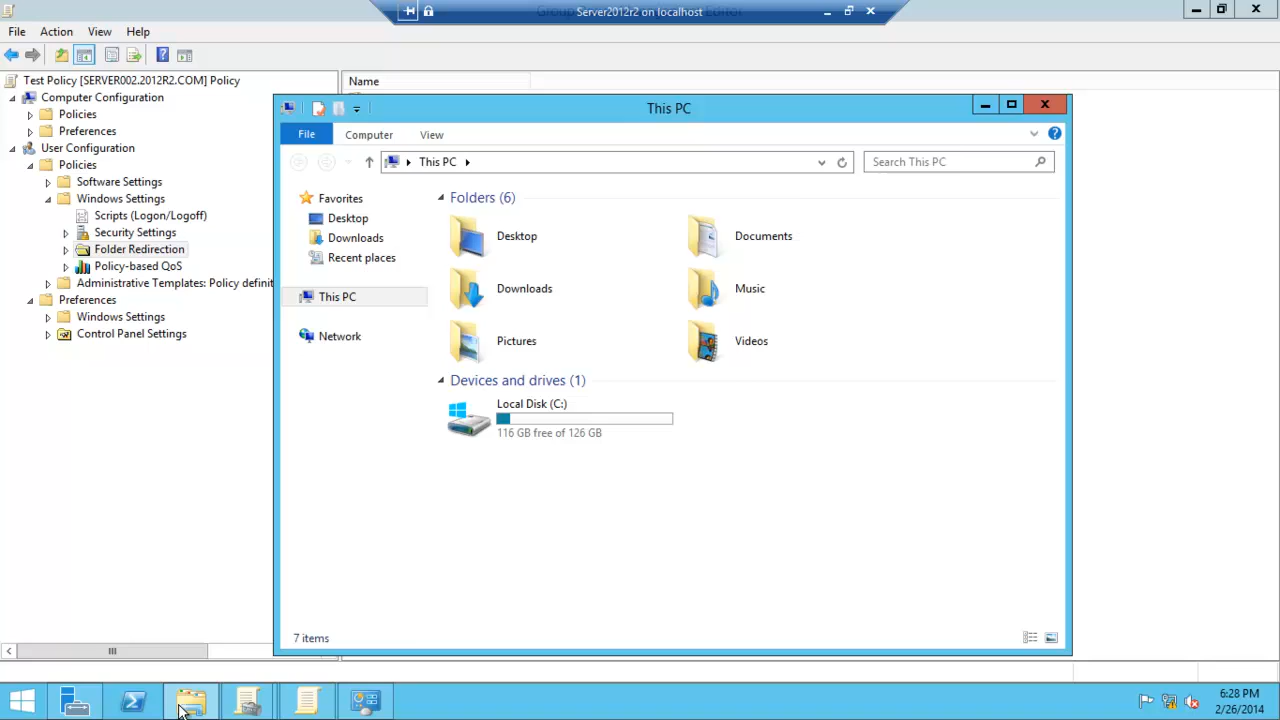 Server2012r2 on localhost
File Action View Help
Test Policy [SERVER002.2012R2.COM] Policy
Computer Configuration
Policies
Preferences
User Configuration
Policies
Software Settings
Windows Settings
Scripts (Logon/Logoff)
Security Settings
Folder Redirection
Policy-based QoS
Administrative Templates: Policy definit
Preferences
Windows Settings
Control Panel Settings
Name
This PC
File Computer View
This PC
Search This PC
Favorites
Desktop
Downloads
Recent places
This PC
Network
Folders (6)
Desktop
Documents
Downloads
Music
Pictures
Videos
Devices and drives (1)
Local Disk (C:)
116 GB free of 126 GB
7 items
6:28 PM
2/26/2014